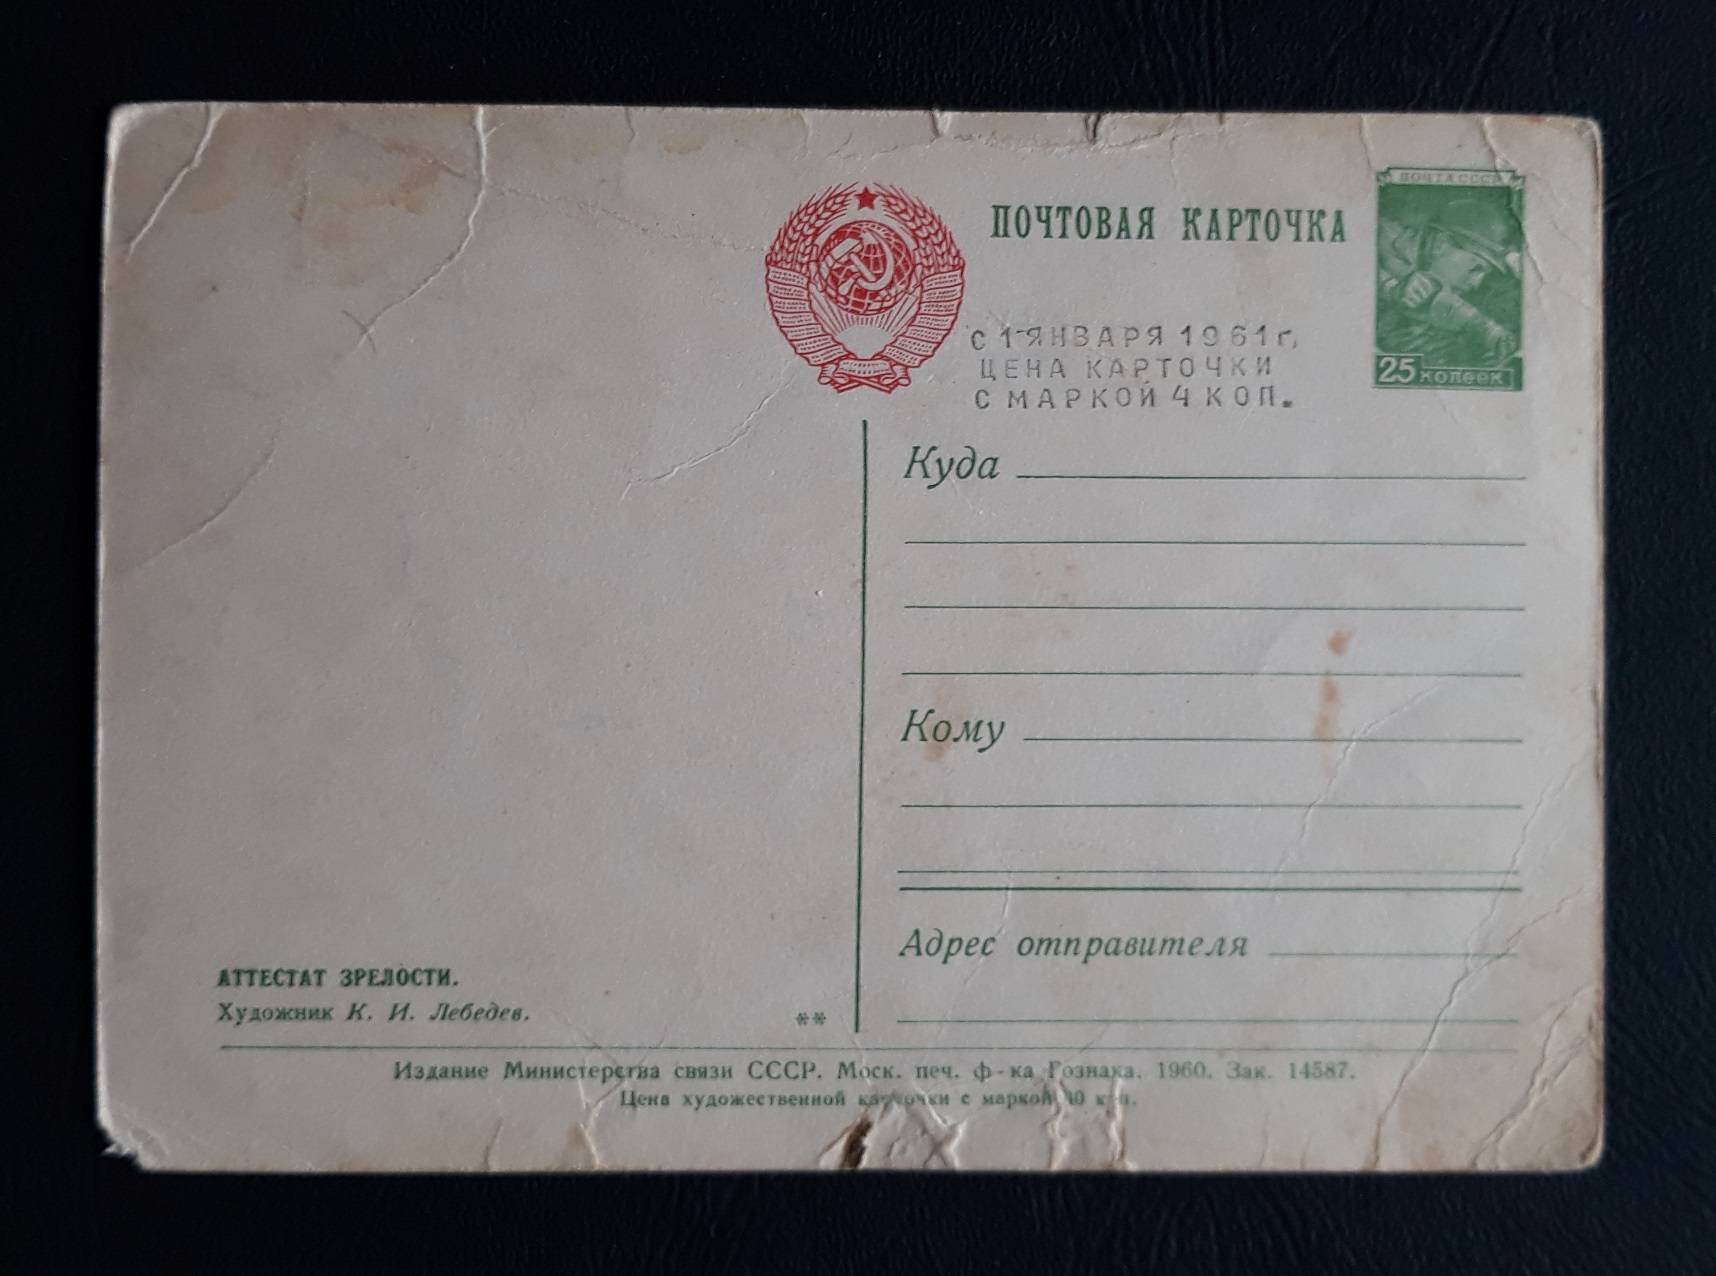 ПОЧТОВАЯ КАРТОЧКА
ПОЧТА СССР
25 копеек
С 1 ЯНВАРЯ 1961 г.
ЦЕНА КАРТОЧКИ
С МАРКОЙ 4 КОП.
Куда
Кому
Адрес отправителя
АТТЕСТАТ ЗРЕЛОСТИ.
Художник К. И. Лебедев.
**
Издание Министерства связи СССР. Моск. печ. ф-ка Гознака. 1960. Зак. 14587.
Цена художественной карточки с маркой 40 коп.